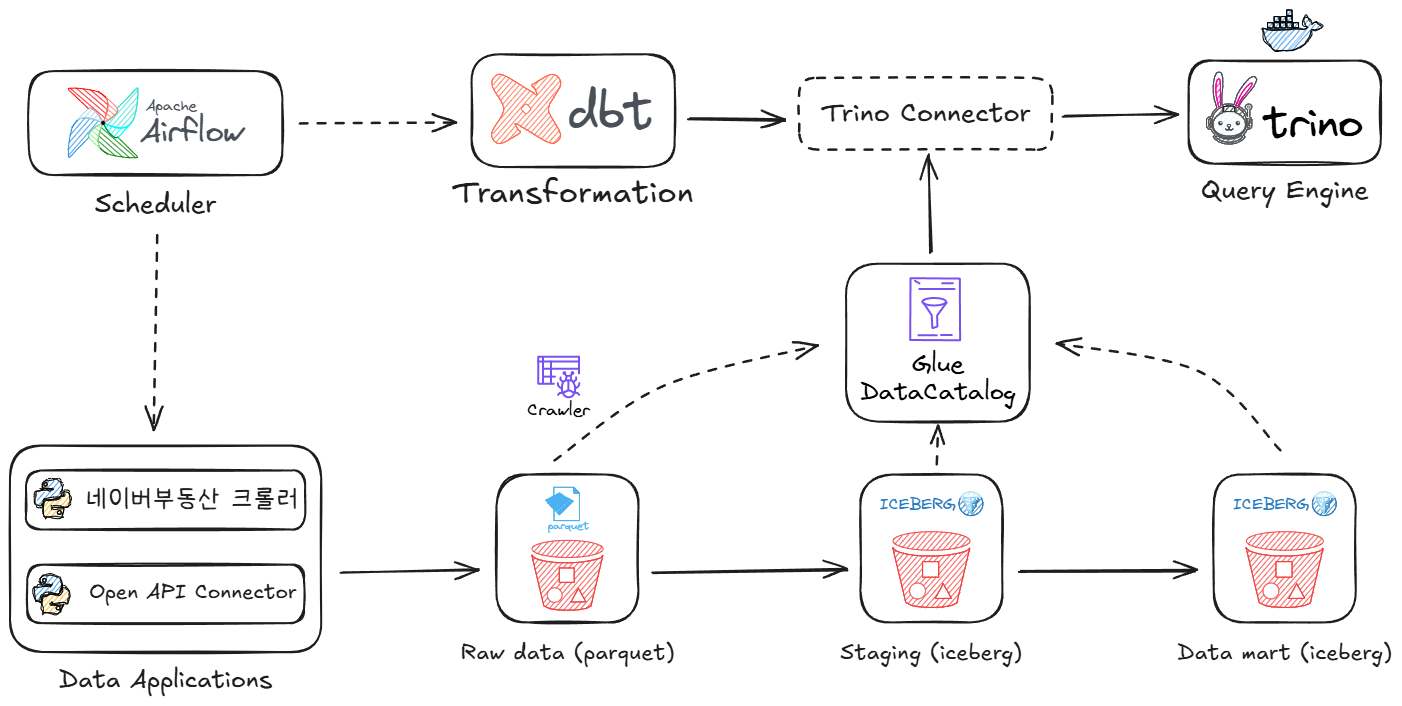 Apache
Airflow
Scheduler
dbt
Transformation
Trino Connector
trino
Query Engine
Glue
DataCatalog
Crawler
네이버부동산 크롤러
Open API Connector
Data Applications
parquet
Raw data (parquet)
ICEBERG
Staging (iceberg)
ICEBERG
Data mart (iceberg)